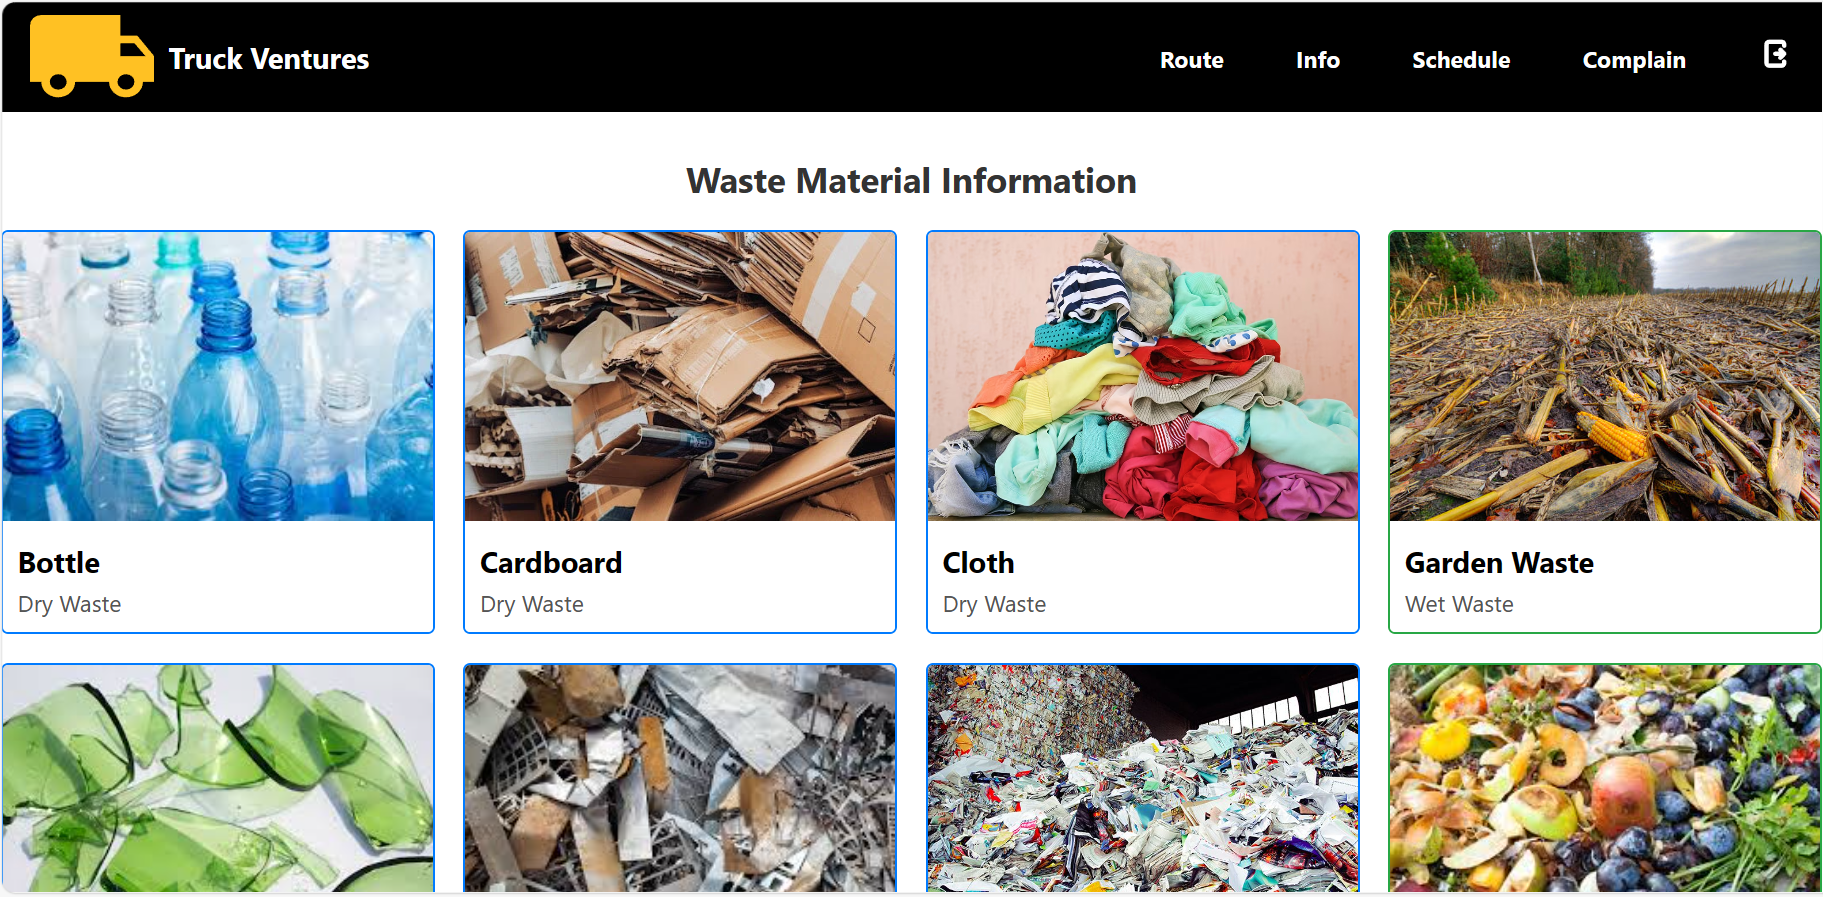 Truck Ventures
Route
Info
Schedule
Complain
Waste Material Information
Bottle
Dry Waste
Cardboard
Dry Waste
Cloth
Dry Waste
Garden Waste
Wet Waste